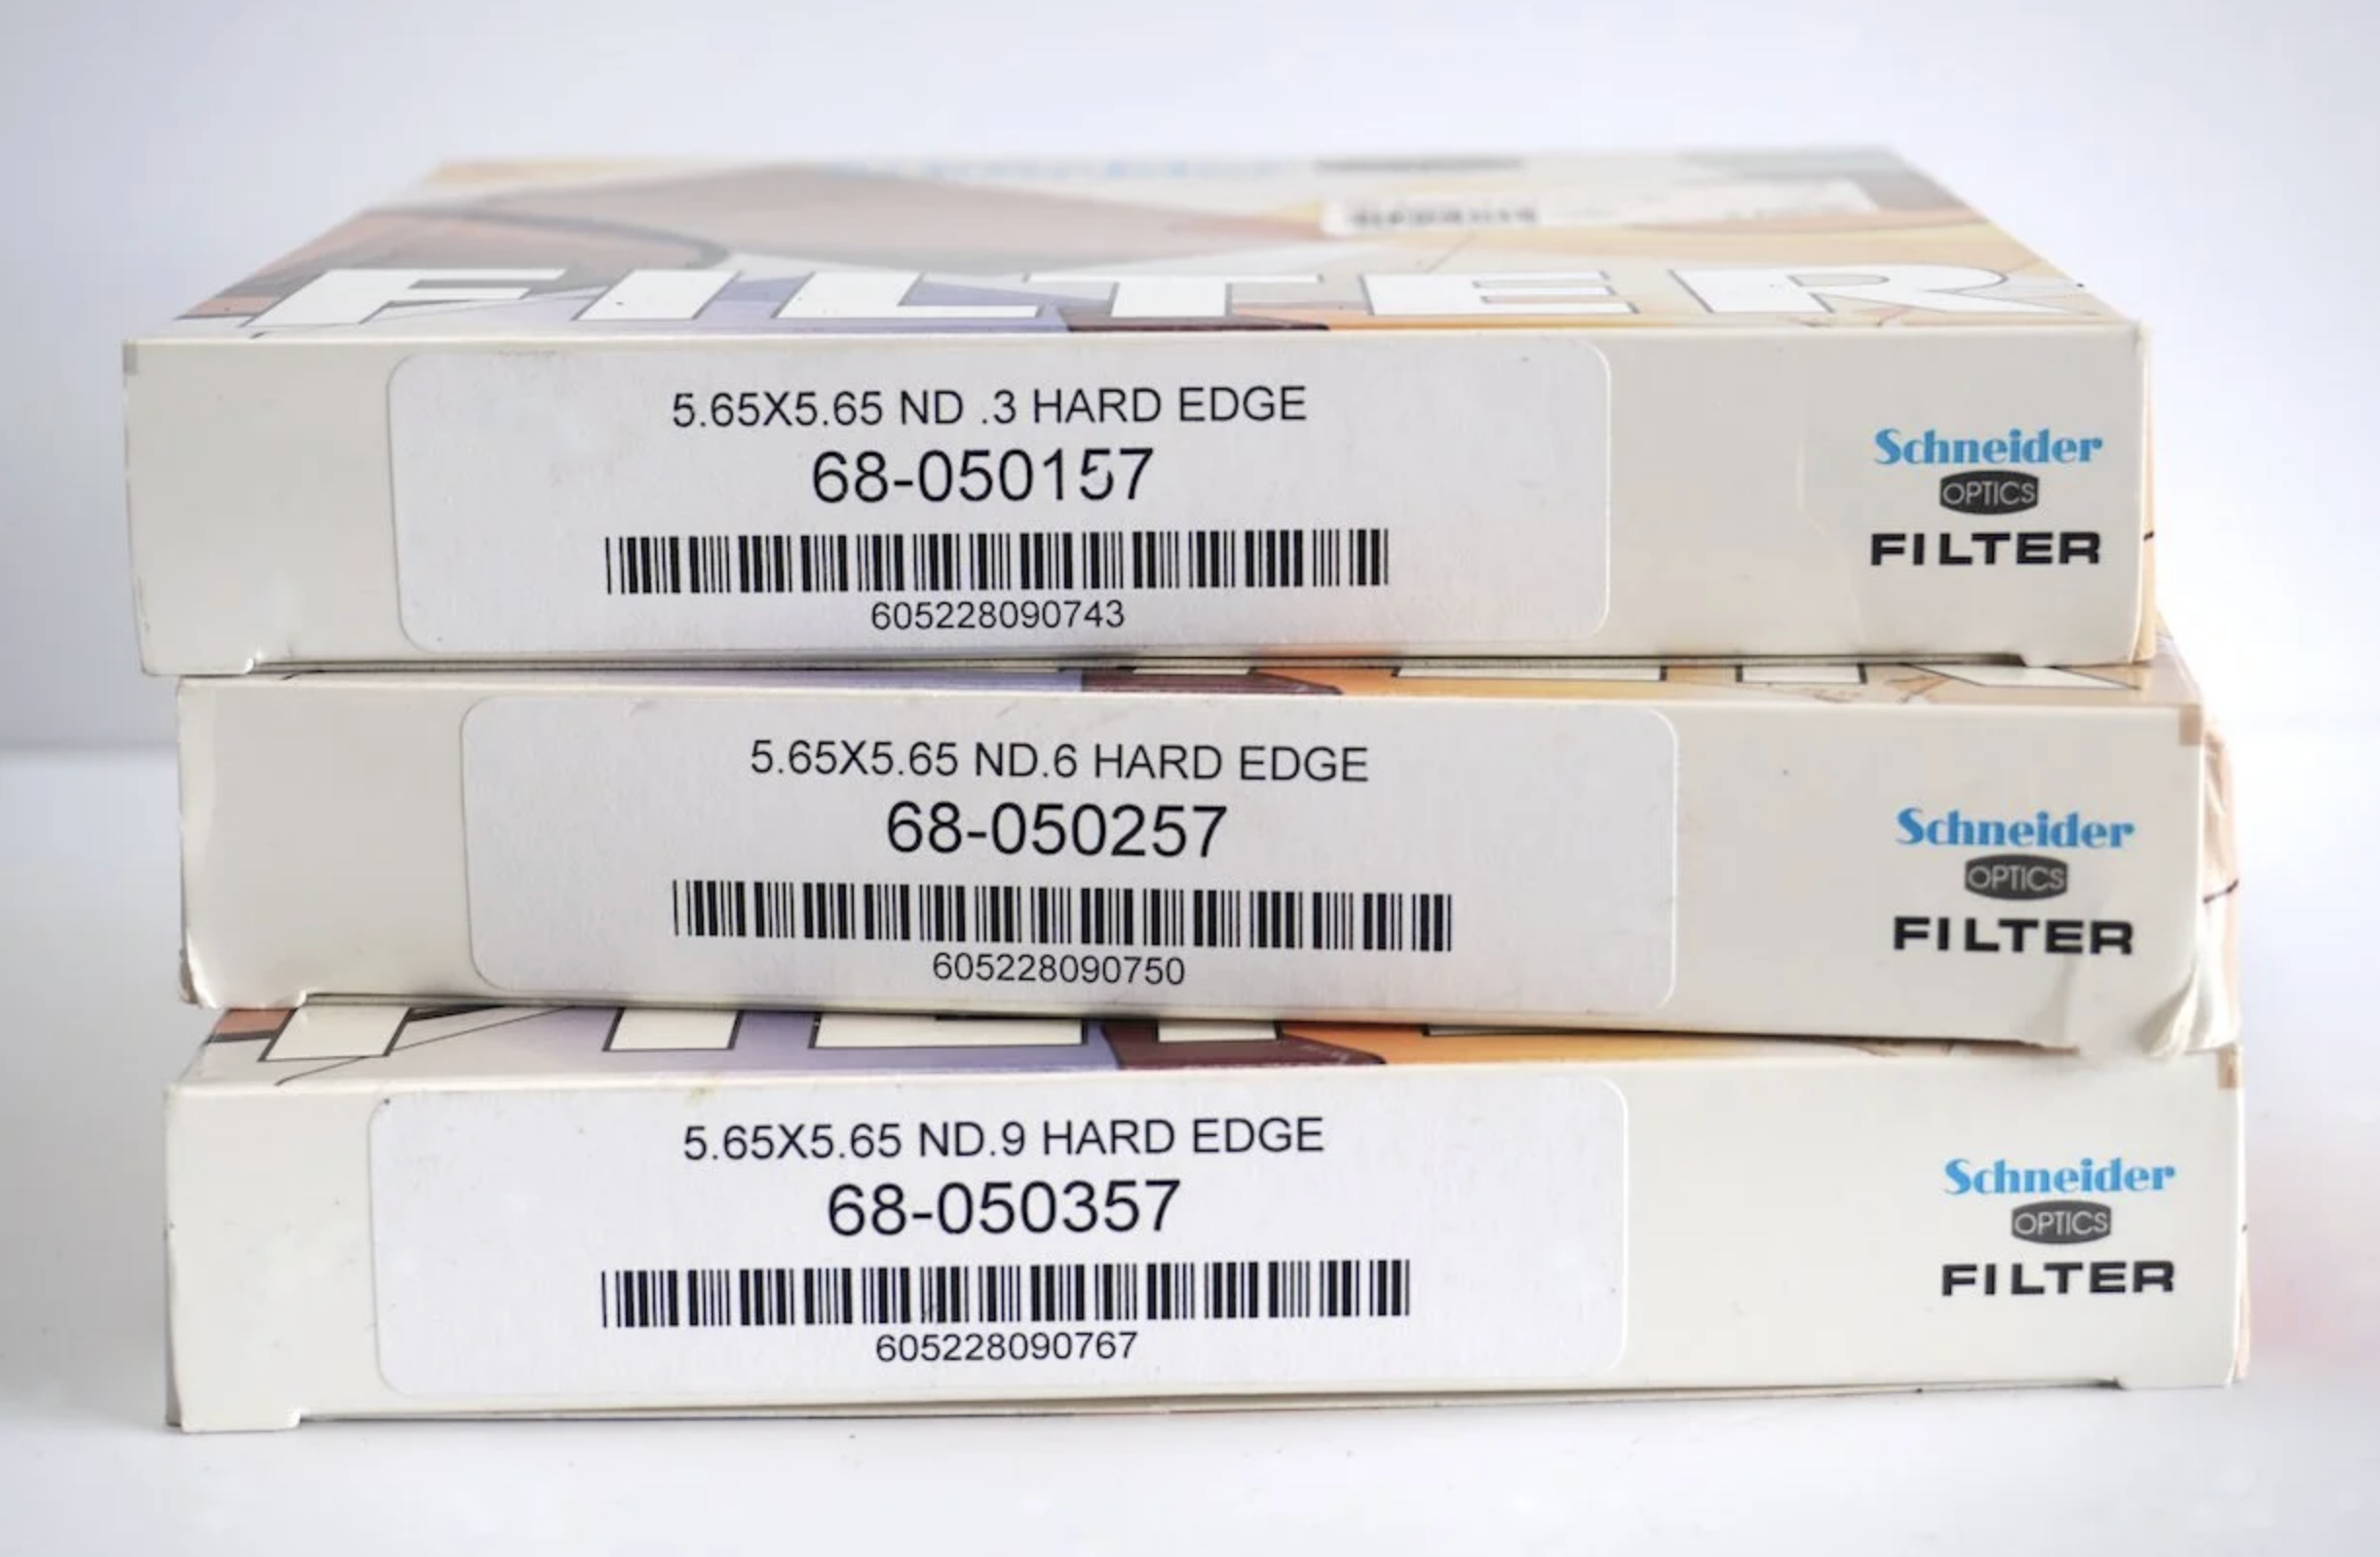 FILTER
5.65X5.65 ND .3 HARD EDGE
68-050157
605228090743
Schneider
OPTICS
FILTER
5.65X5.65 ND.6 HARD EDGE
68-050257
605228090750
Schneider
OPTICS
FILTER
5.65X5.65 ND.9 HARD EDGE
68-050357
605228090767
Schneider
OPTICS
FILTER